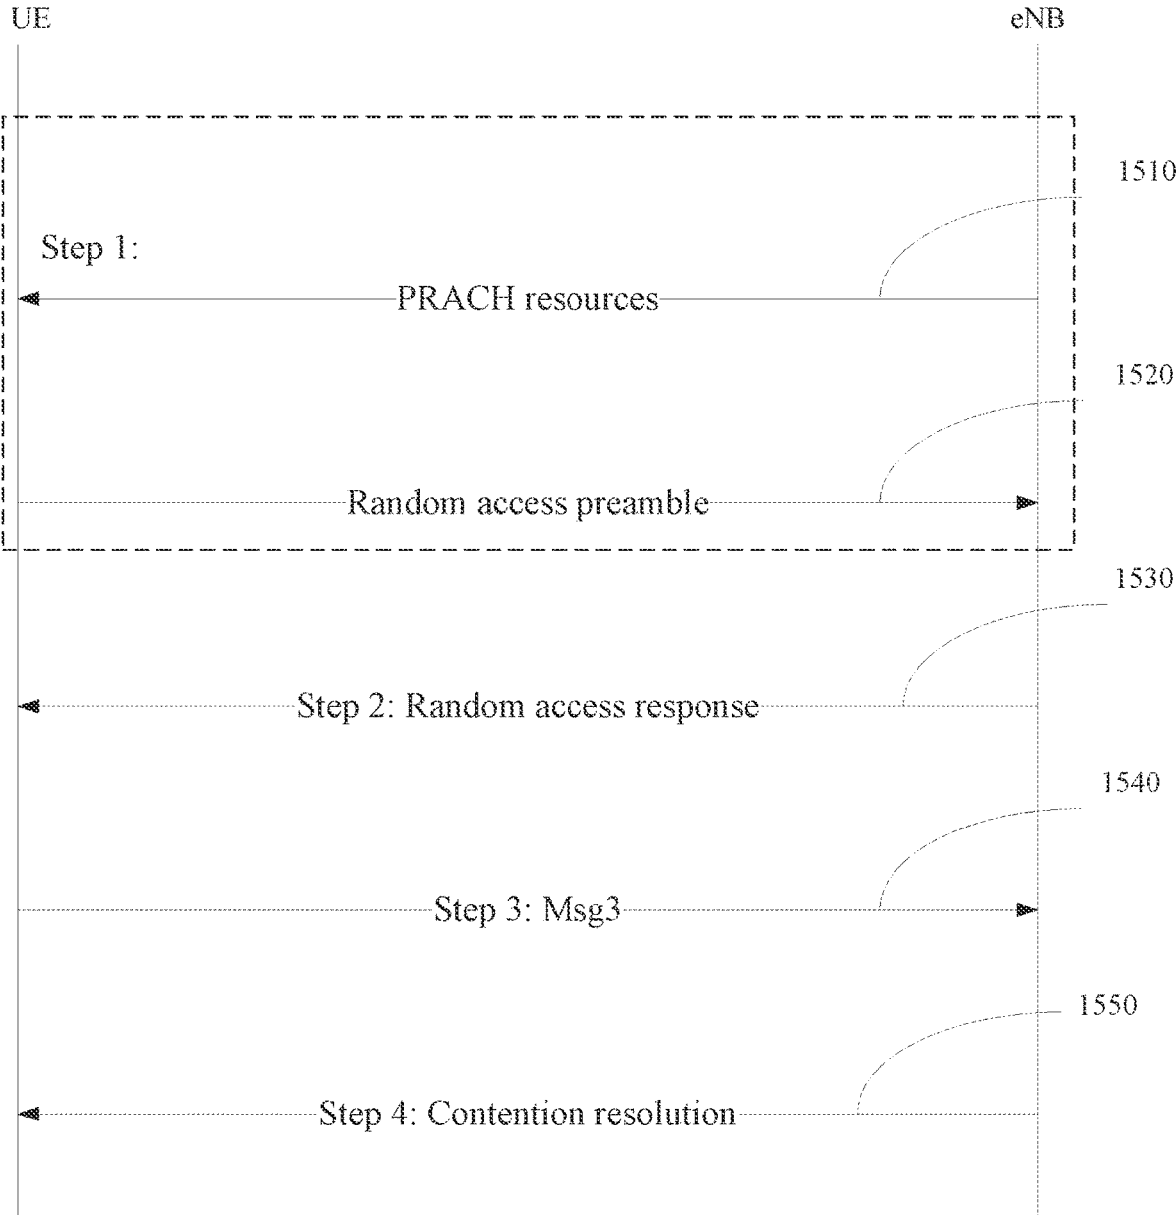 UE
eNB
1510
Step 1:
PRACH resources
1520
Random access preamble
1530
Step 2: Random access response
1540
Step 3: Msg3
1550
Step 4: Contention resolution